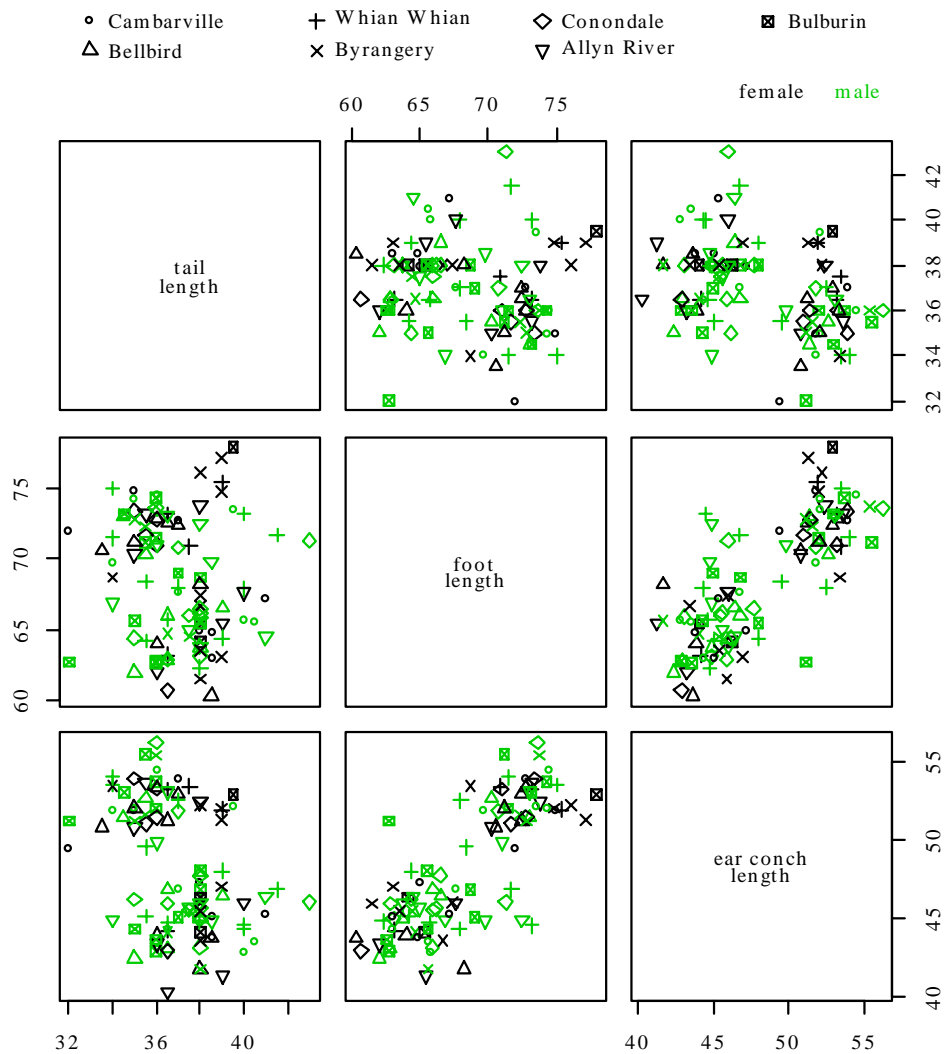 Cambarville Whian Whian Conondale Bulburin
Bellbird Byrangery Allyn River
female male
60 65 70 75
tail
length
32 34 36 38 40 42
foot
length
60 65 70 75
ear conch
length
40 45 50 55
32 36 40
40 45 50 55